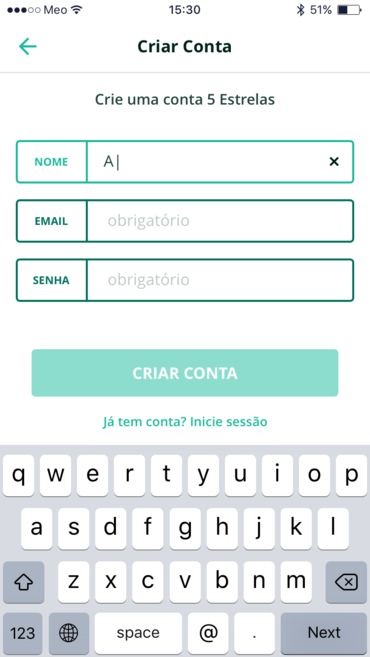 Meo 15:30 51%
Criar Conta
Crie uma conta 5 Estrelas
NOME A
EMAIL obrigatório
SENHA obrigatório
CRIAR CONTA
Já tem conta? Inicie sessão
q w e r t y u i o p
a s d f g h j k l
z x c v b n m
123 space @ . Next